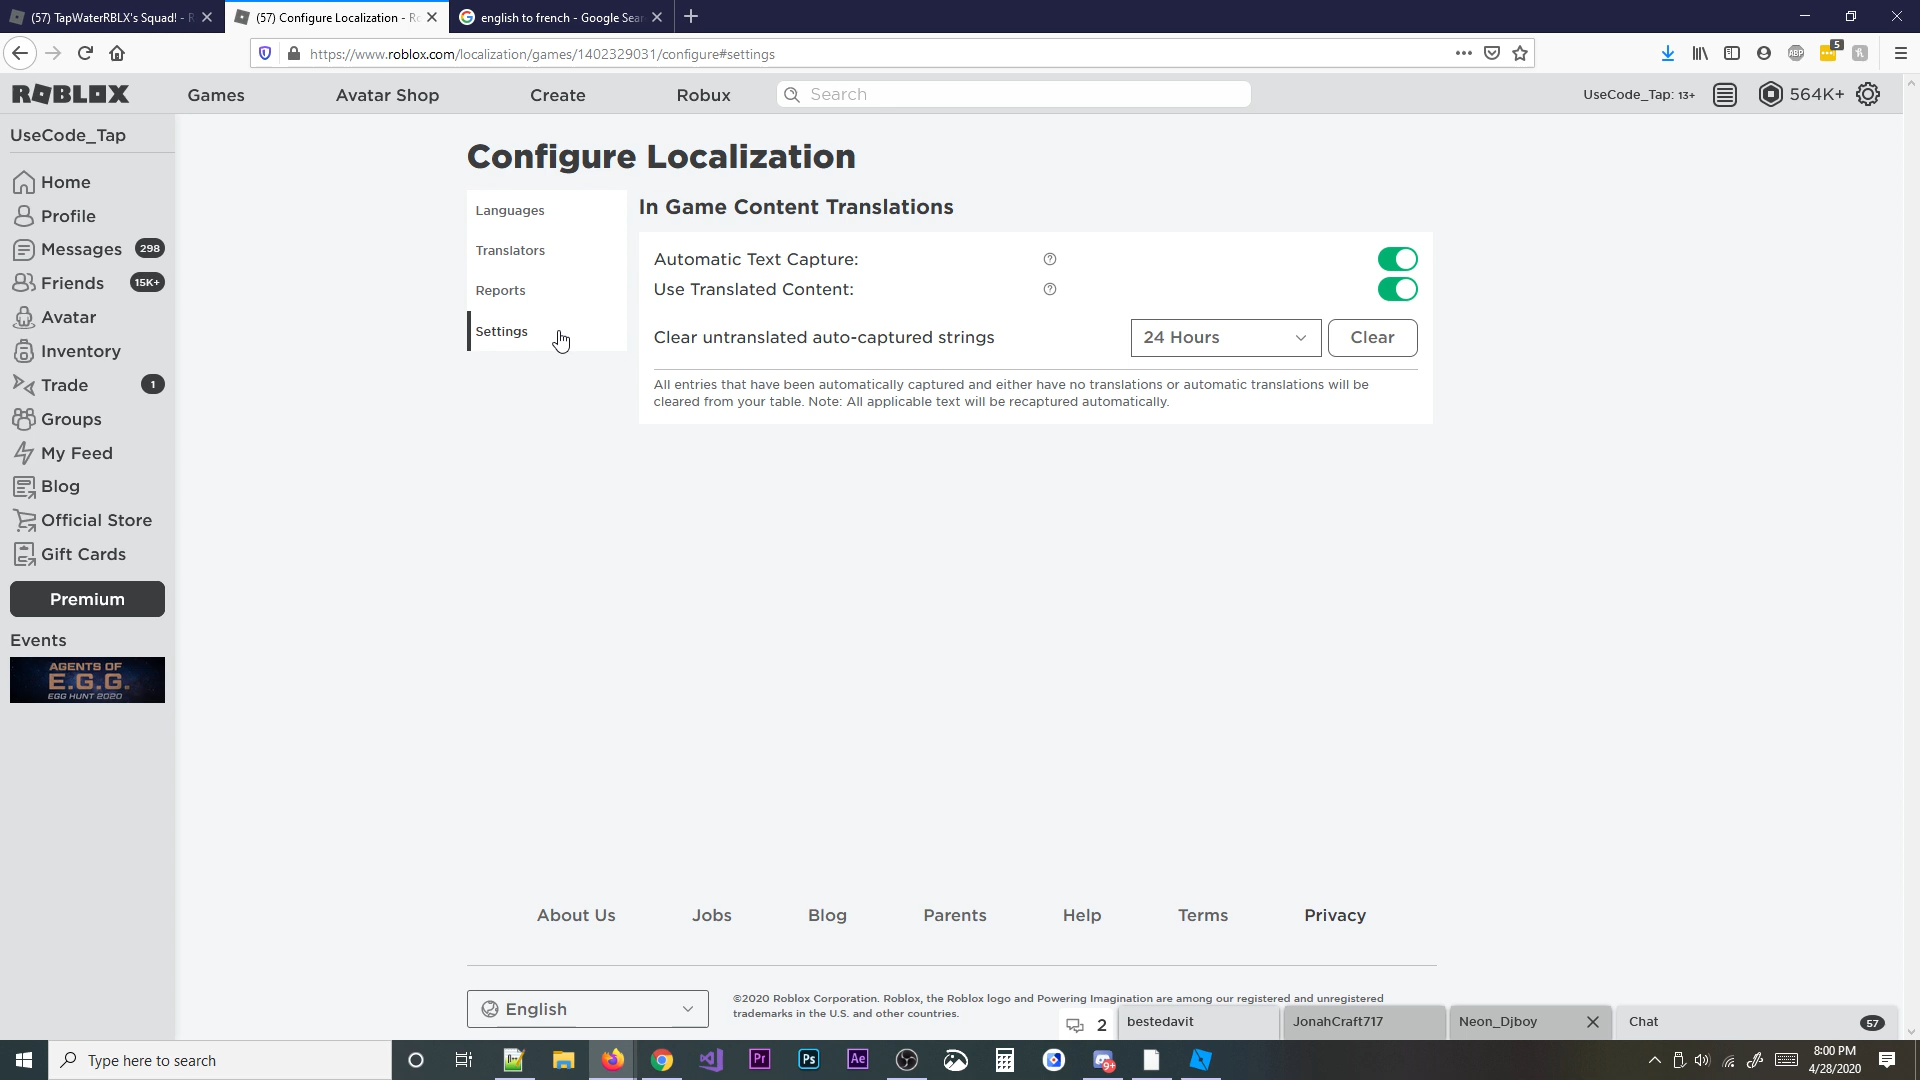 (57) TapWaterRBLX's Squad! - R
(57) Configure Localization - Ro
english to french - Google Sear
https://www.roblox.com/localization/games/1402329031/configure#settings
ABP
5
ROBLOX
Games
Avatar Shop
Create
Robux
Search
UseCode_Tap: 13+
564K+
UseCode_Tap
Home
Profile
Messages 298
Friends 15K+
Avatar
Inventory
Trade 1
Groups
My Feed
Blog
Official Store
Gift Cards
Premium
Events
AGENTS OF
E.G.G.
EGG HUNT 2020
Configure Localization
Languages
Translators
Reports
Settings
In Game Content Translations
Automatic Text Capture:
Use Translated Content:
Clear untranslated auto-captured strings
24 Hours
Clear
All entries that have been automatically captured and either have no translations or automatic translations will be
cleared from your table. Note: All applicable text will be recaptured automatically.
About Us
Jobs
Blog
Parents
Help
Terms
Privacy
English
©2020 Roblox Corporation. Roblox, the Roblox logo and Powering Imagination are among our registered and unregistered
trademarks in the U.S. and other countries.
2
bestedavit
JonahCraft717
Neon_Djboy
Chat
57
Type here to search
Pr
Ps
Ae
9+
8:00 PM
4/28/2020